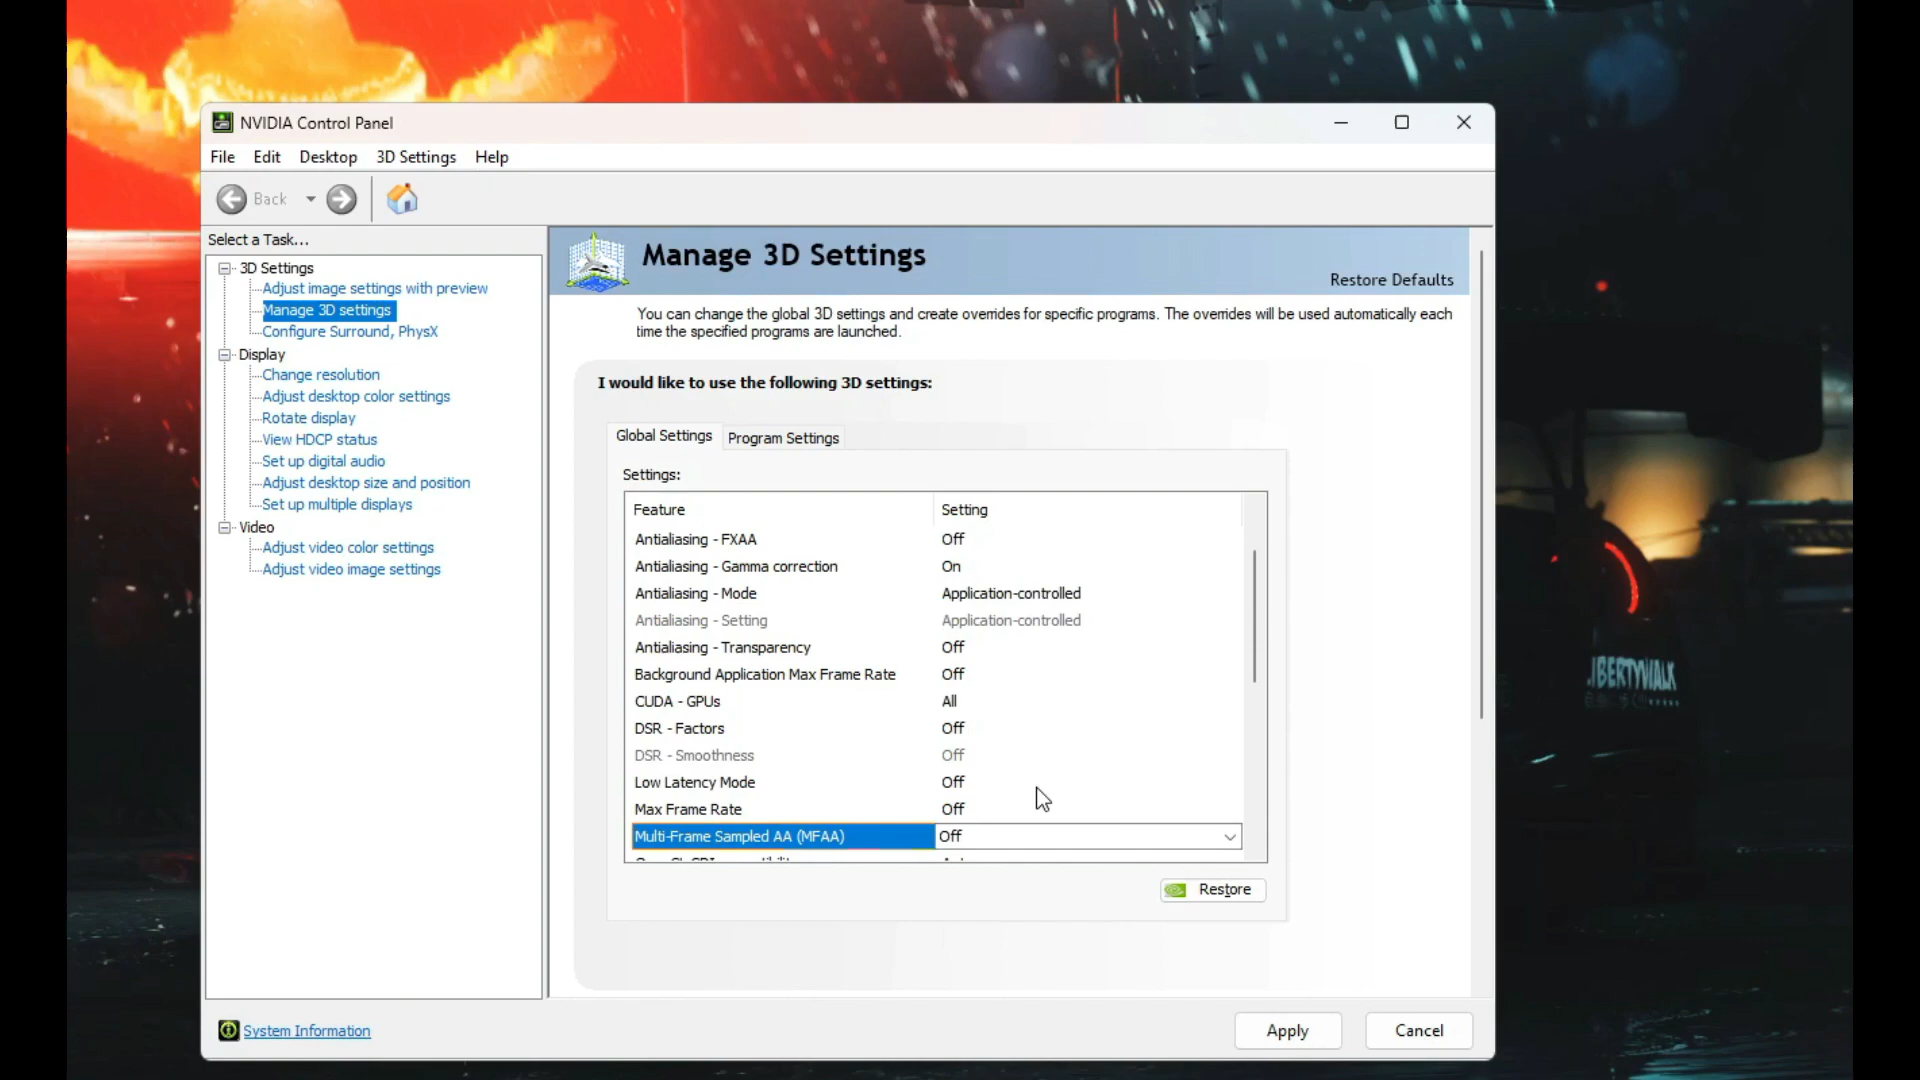 NVIDIA Control Panel
File Edit Desktop 3D Settings Help
Back
Select a Task...
3D Settings
Adjust image settings with preview
Manage 3D settings
Configure Surround, PhysX
Display
Change resolution
Adjust desktop color settings
Rotate display
View HDCP status
Set up digital audio
Adjust desktop size and position
Set up multiple displays
Video
Adjust video color settings
Adjust video image settings
System Information
Manage 3D Settings
Restore Defaults
You can change the global 3D settings and create overrides for specific programs. The overrides will be used automatically each
time the specified programs are launched.
I would like to use the following 3D settings:
Global Settings Program Settings
Settings:
Feature Setting
Antialiasing - FXAA Off
Antialiasing - Gamma correction On
Antialiasing - Mode Application-controlled
Antialiasing - Setting Application-controlled
Antialiasing - Transparency Off
Background Application Max Frame Rate Off
CUDA - GPUs All
DSR - Factors Off
DSR - Smoothness Off
Low Latency Mode Off
Max Frame Rate Off
Multi-Frame Sampled AA (MFAA) Off
Restore
Apply Cancel
LIBERTYWALK